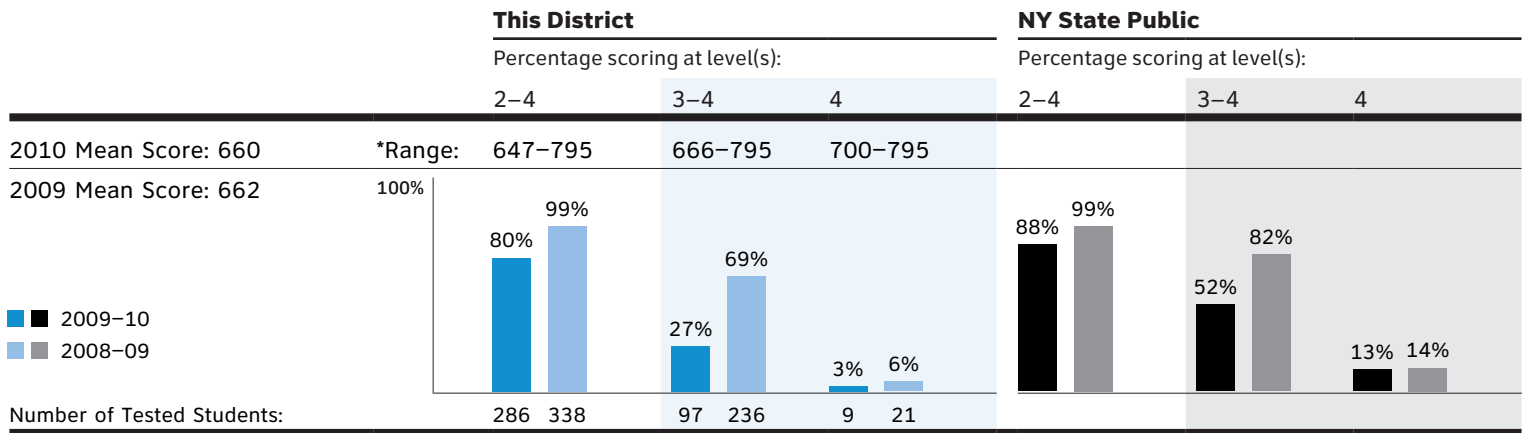 This District NY State Public
Percentage scoring at level(s): Percentage scoring at level(s):
2–4 3–4 4 2–4 3–4 4
2010 Mean Score: 660 *Range: 647–795 666–795 700–795
2009 Mean Score: 662 100%
99% 99%
80% 88%
69% 82%
27% 52%
3% 6% 13% 14%
2009–10
2008–09
Number of Tested Students: 286 338 97 236 9 21